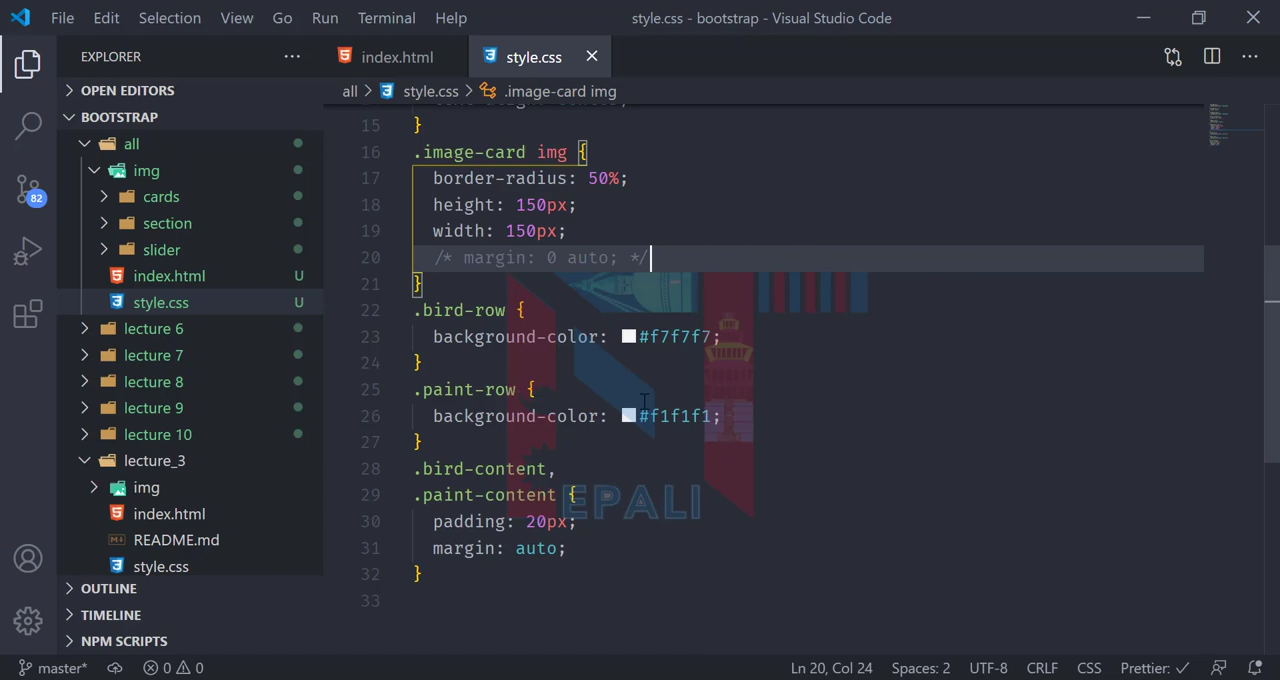 File Edit Selection View Go Run Terminal Help style.css - bootstrap - Visual Studio Code
EXPLORER
index.html
style.css
OPEN EDITORS
all > style.css > .image-card img
BOOTSTRAP
all
img
cards
section
slider
index.html U
style.css U
lecture 6
lecture 7
lecture 8
lecture 9
lecture 10
lecture_3
img
index.html
README.md
style.css
OUTLINE
TIMELINE
NPM SCRIPTS
82
15 }
16 .image-card img {
17 border-radius: 50%;
18 height: 150px;
19 width: 150px;
20 /* margin: 0 auto; */
21 }
22 .bird-row {
23 background-color: #f7f7f7;
24 }
25 .paint-row {
26 background-color: #f1f1f1;
27 }
28 .bird-content,
29 .paint-content {
30 padding: 20px;
31 margin: auto;
32 }
33
EPALI
master* 0 0 Ln 20, Col 24 Spaces: 2 UTF-8 CRLF CSS Prettier: ✓